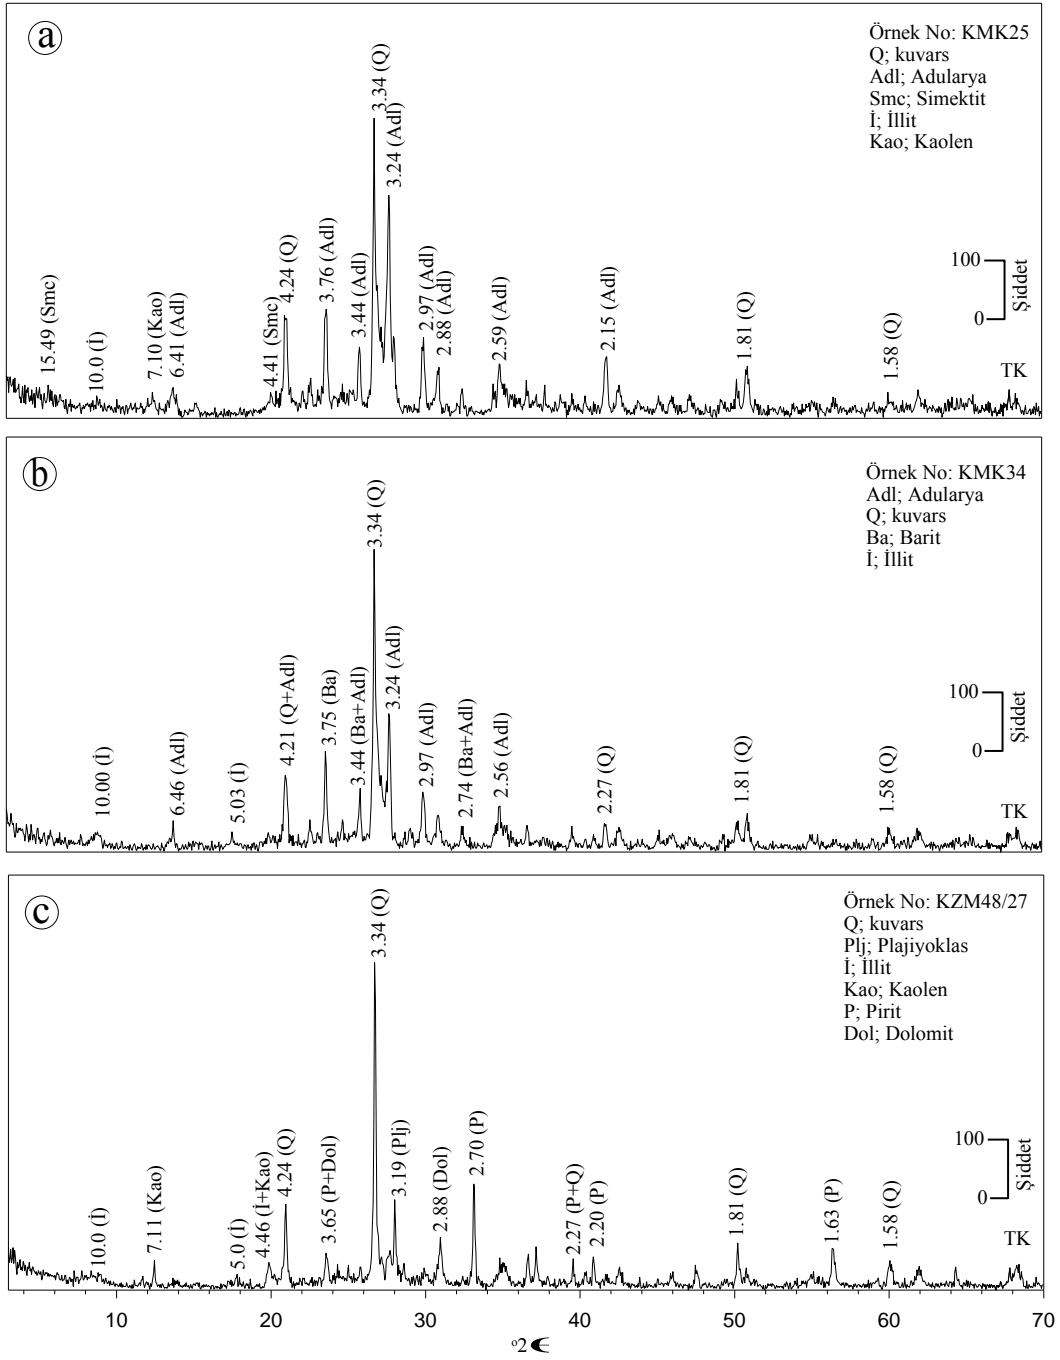 a
Örnek No: KMK25
Q; kuvars
Adl; Adularya
Smc; Simektit
İ; İllit
Kao; Kaolen
15.49 (Smc)
10.0 (İ)
7.10 (Kao)
6.41 (Adl)
4.41 (Smc)
4.24 (Q)
3.76 (Adl)
3.44 (Adl)
3.34 (Q)
3.24 (Adl)
2.97 (Adl)
2.88 (Adl)
2.59 (Adl)
2.15 (Adl)
1.81 (Q)
1.58 (Q)
100
0
Şiddet
TK
b
Örnek No: KMK34
Adl; Adularya
Q; kuvars
Ba; Barit
İ; İllit
10.00 (İ)
6.46 (Adl)
5.03 (İ)
4.21 (Q+Adl)
3.75 (Ba)
3.44 (Ba+Adl)
3.34 (Q)
3.24 (Adl)
2.97 (Adl)
2.74 (Ba+Adl)
2.56 (Adl)
2.27 (Q)
1.81 (Q)
1.58 (Q)
100
0
Şiddet
TK
c
Örnek No: KZM48/27
Q; kuvars
Plj; Plajiyoklas
İ; İllit
Kao; Kaolen
P; Pirit
Dol; Dolomit
10.0 (İ)
7.11 (Kao)
5.0 (İ)
4.46 (İ+Kao)
4.24 (Q)
3.65 (P+Dol)
3.34 (Q)
3.19 (Plj)
2.88 (Dol)
2.70 (P)
2.27 (P+Q)
2.20 (P)
1.81 (Q)
1.63 (P)
1.58 (Q)
100
0
Şiddet
TK
10 20 30 40 50 60 70
°2∈